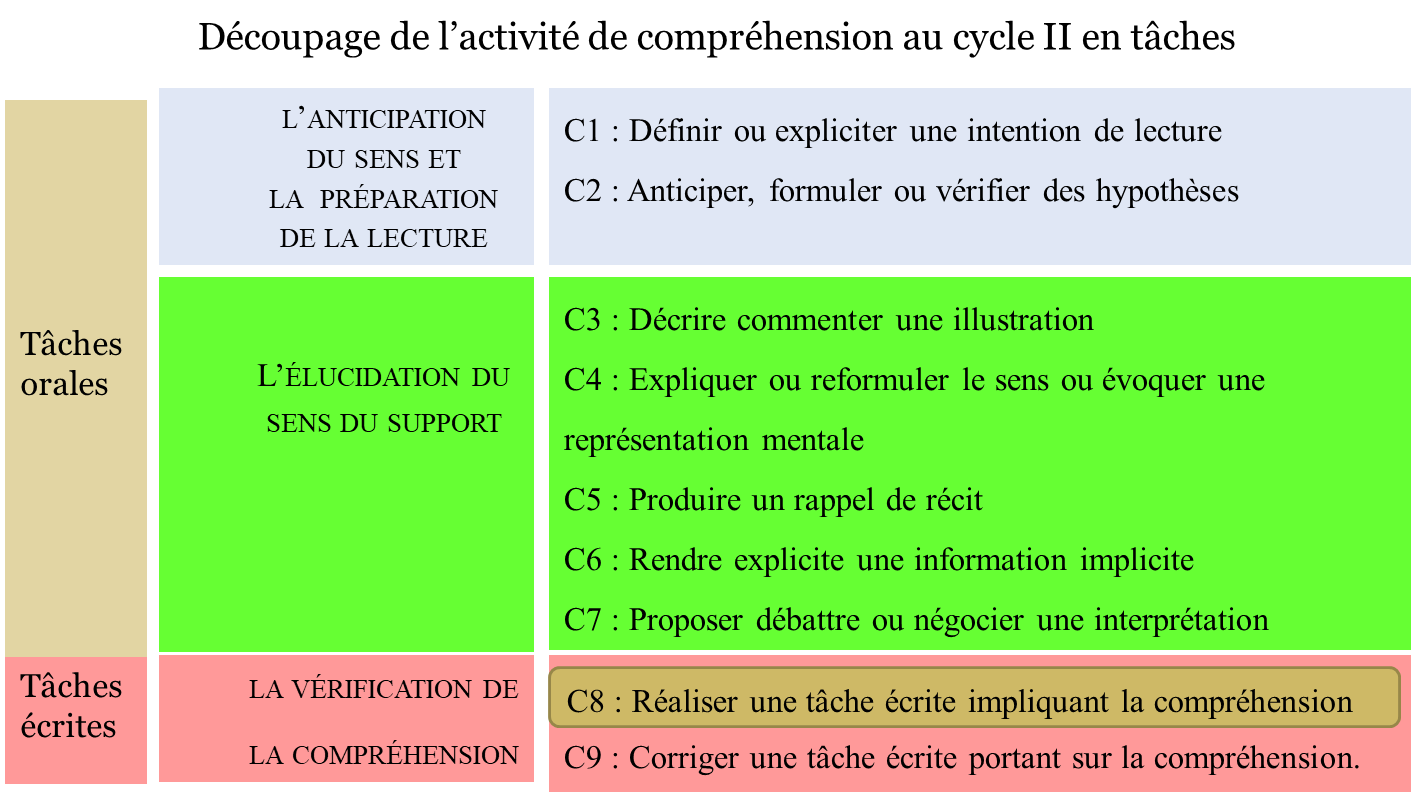 Découpage de l’activité de compréhension au cycle II en tâches
Tâches
orales
L’ANTICIPATION
DU SENS ET
LA PRÉPARATION
DE LA LECTURE
C1 : Définir ou expliciter une intention de lecture
C2 : Anticiper, formuler ou vérifier des hypothèses
L’ÉLUCIDATION DU
SENS DU SUPPORT
C3 : Décrire commenter une illustration
C4 : Expliquer ou reformuler le sens ou évoquer une
représentation mentale
C5 : Produire un rappel de récit
C6 : Rendre explicite une information implicite
C7 : Proposer débattre ou négocier une interprétation
Tâches
écrites
LA VÉRIFICATION DE
LA COMPRÉHENSION
C8 : Réaliser une tâche écrite impliquant la compréhension
C9 : Corriger une tâche écrite portant sur la compréhension.